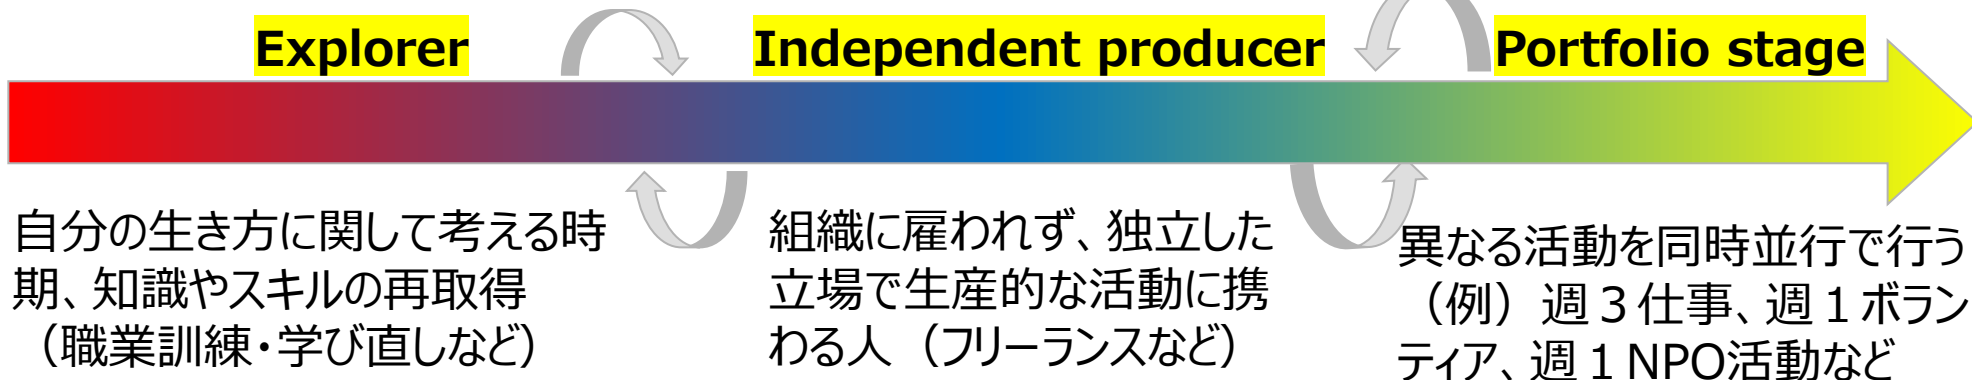 Explorer
Independent producer
Portfolio stage
自分の生き方に関して考える時
期、知識やスキルの再取得
（職業訓練・学び直しなど）
組織に雇われず、独立した
立場で生産的な活動に携
わる人（フリーランスなど）
異なる活動を同時並行で行う
（例）週３仕事、週１ボラン
ティア、週１NPO活動など